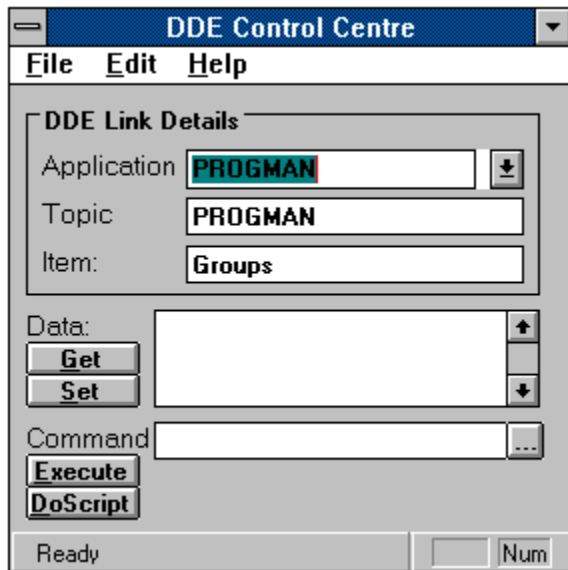 DDE Control Centre
File Edit Help
DDE Link Details
Application PROGMAN
Topic PROGMAN
Item: Groups
Data:
Get
Set
Command ...
Execute
DoScript
Ready Num